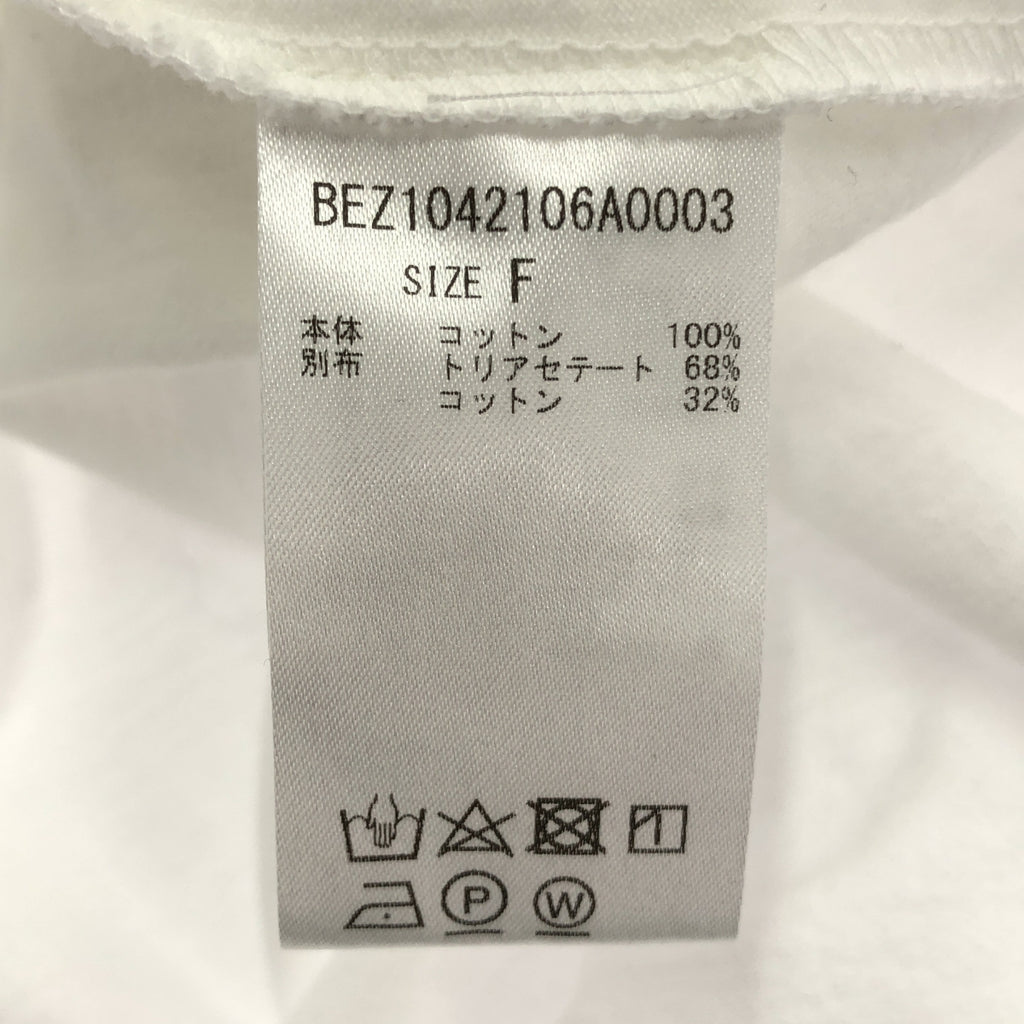 BEZ1042106A0003
SIZE F
本体 コットン 100%
別布 トリアセテート 68%
コットン 32%
P W